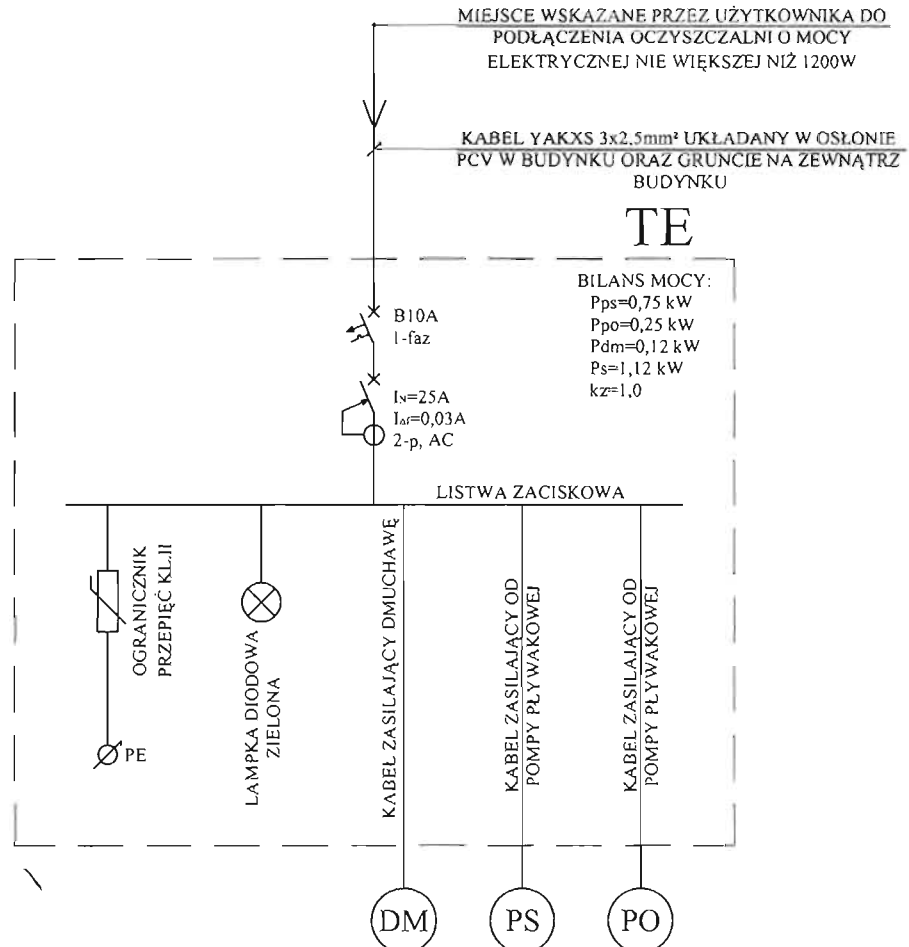 MIEJSCE WSKAZANE PRZEZ UŻYTKOWNIKA DO
PODŁĄCZENIA OCZYSZCZALNI O MOCY
ELEKTRYCZNEJ NIE WIĘKSZEJ NIŻ 1200W
KABEL YAKXS 3x2,5mm² UKŁADANY W OSŁONIE
PCV W BUDYNKU ORAZ GRUNCIE NA ZEWNĄTRZ
BUDYNKU
TE
BILANS MOCY:
Pps=0,75 kW
Ppo=0,25 kW
Pdm=0,12 kW
Ps=1,12 kW
kz=1,0
B10A
1-faz
IN=25A
IΔf=0,03A
2-p, AC
LISTWA ZACISKOWA
OGRANICZNIK
PRZEPIĘĆ KL.II
PE
LAMPKA DIODOWA
ZIELONA
KABEL ZASILAJĄCY DMUCHAWĘ
KABEL ZASILAJĄCY OD
POMPY PŁYWAKOWEJ
KABEL ZASILAJĄCY OD
POMPY PŁYWAKOWEJ
DM
PS
PO